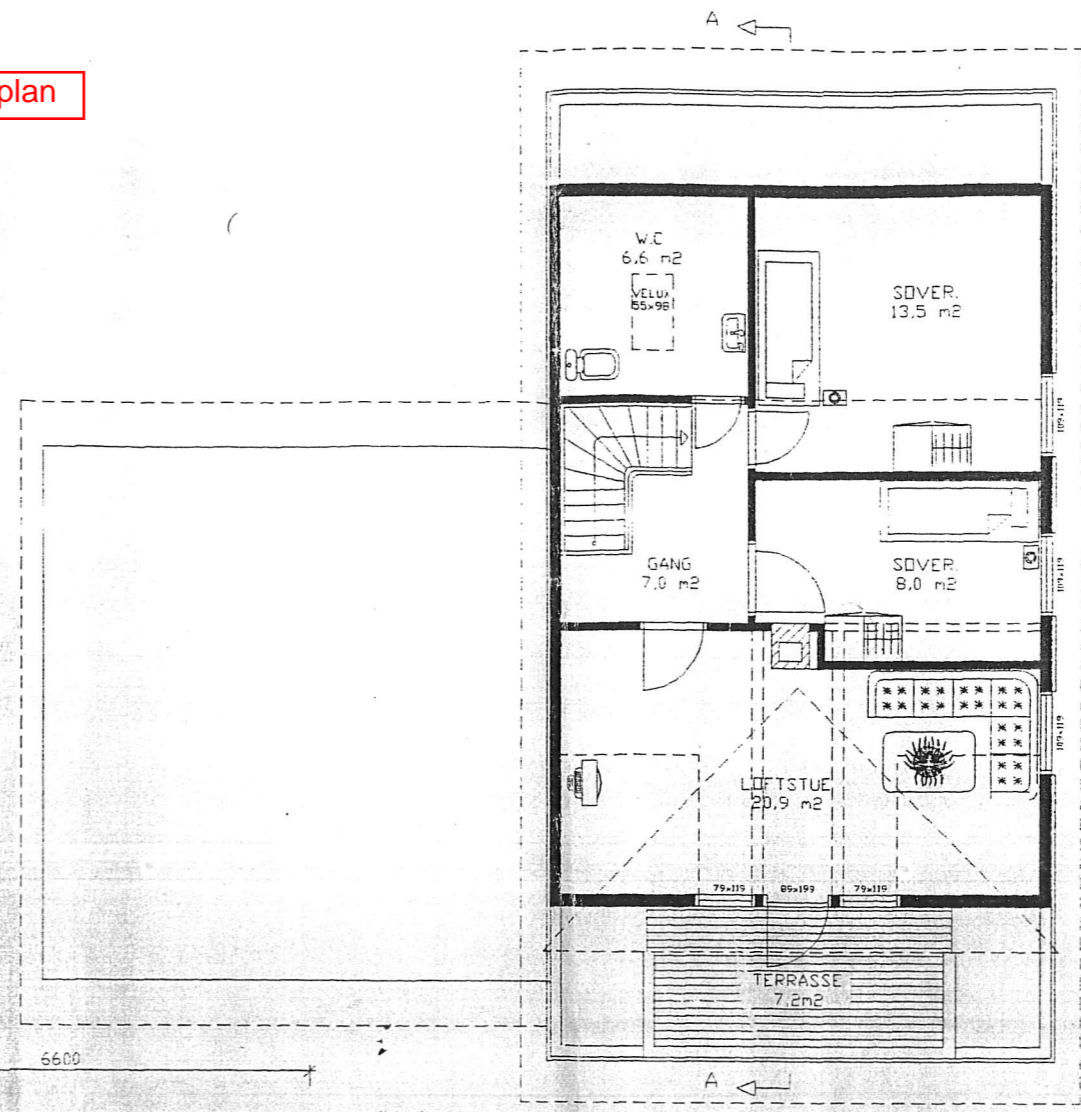 A
plan
W.C
6,6 m2
VELUX
55x98
SOVER.
13,5 m2
109x119
GANG
7,0 m2
SOVER.
8,0 m2
109x119
109x119
LOFTSTUE
20,9 m2
79x119 89x199 79x119
TERRASSE
7,2m2
6600
A